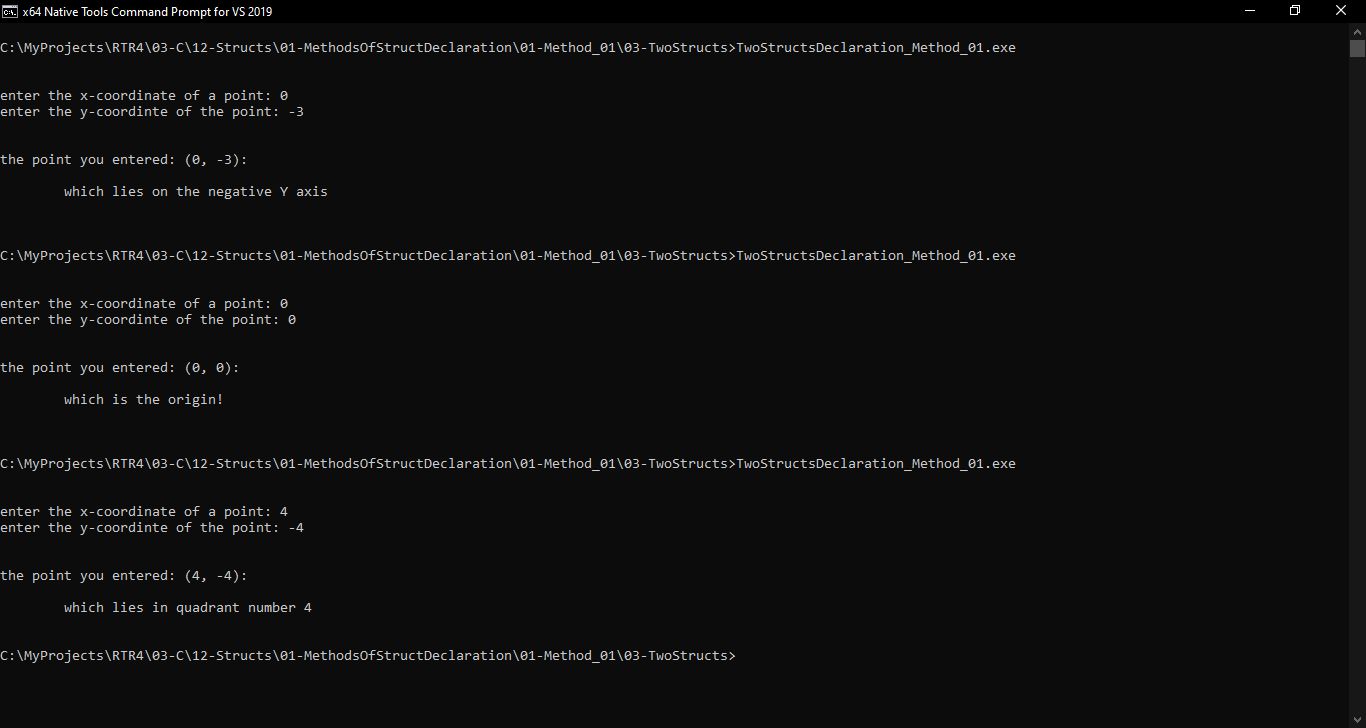 x64 Native Tools Command Prompt for VS 2019
C:\MyProjects\RTR4\03-C\12-Structs\01-MethodsOfStructDeclaration\01-Method_01\03-TwoStructs>TwoStructsDeclaration_Method_01.exe
enter the x-coordinate of a point: 0
enter the y-coordinte of the point: -3
the point you entered: (0, -3):
which lies on the negative Y axis
C:\MyProjects\RTR4\03-C\12-Structs\01-MethodsOfStructDeclaration\01-Method_01\03-TwoStructs>TwoStructsDeclaration_Method_01.exe
enter the x-coordinate of a point: 0
enter the y-coordinte of the point: 0
the point you entered: (0, 0):
which is the origin!
C:\MyProjects\RTR4\03-C\12-Structs\01-MethodsOfStructDeclaration\01-Method_01\03-TwoStructs>TwoStructsDeclaration_Method_01.exe
enter the x-coordinate of a point: 4
enter the y-coordinte of the point: -4
the point you entered: (4, -4):
which lies in quadrant number 4
C:\MyProjects\RTR4\03-C\12-Structs\01-MethodsOfStructDeclaration\01-Method_01\03-TwoStructs>